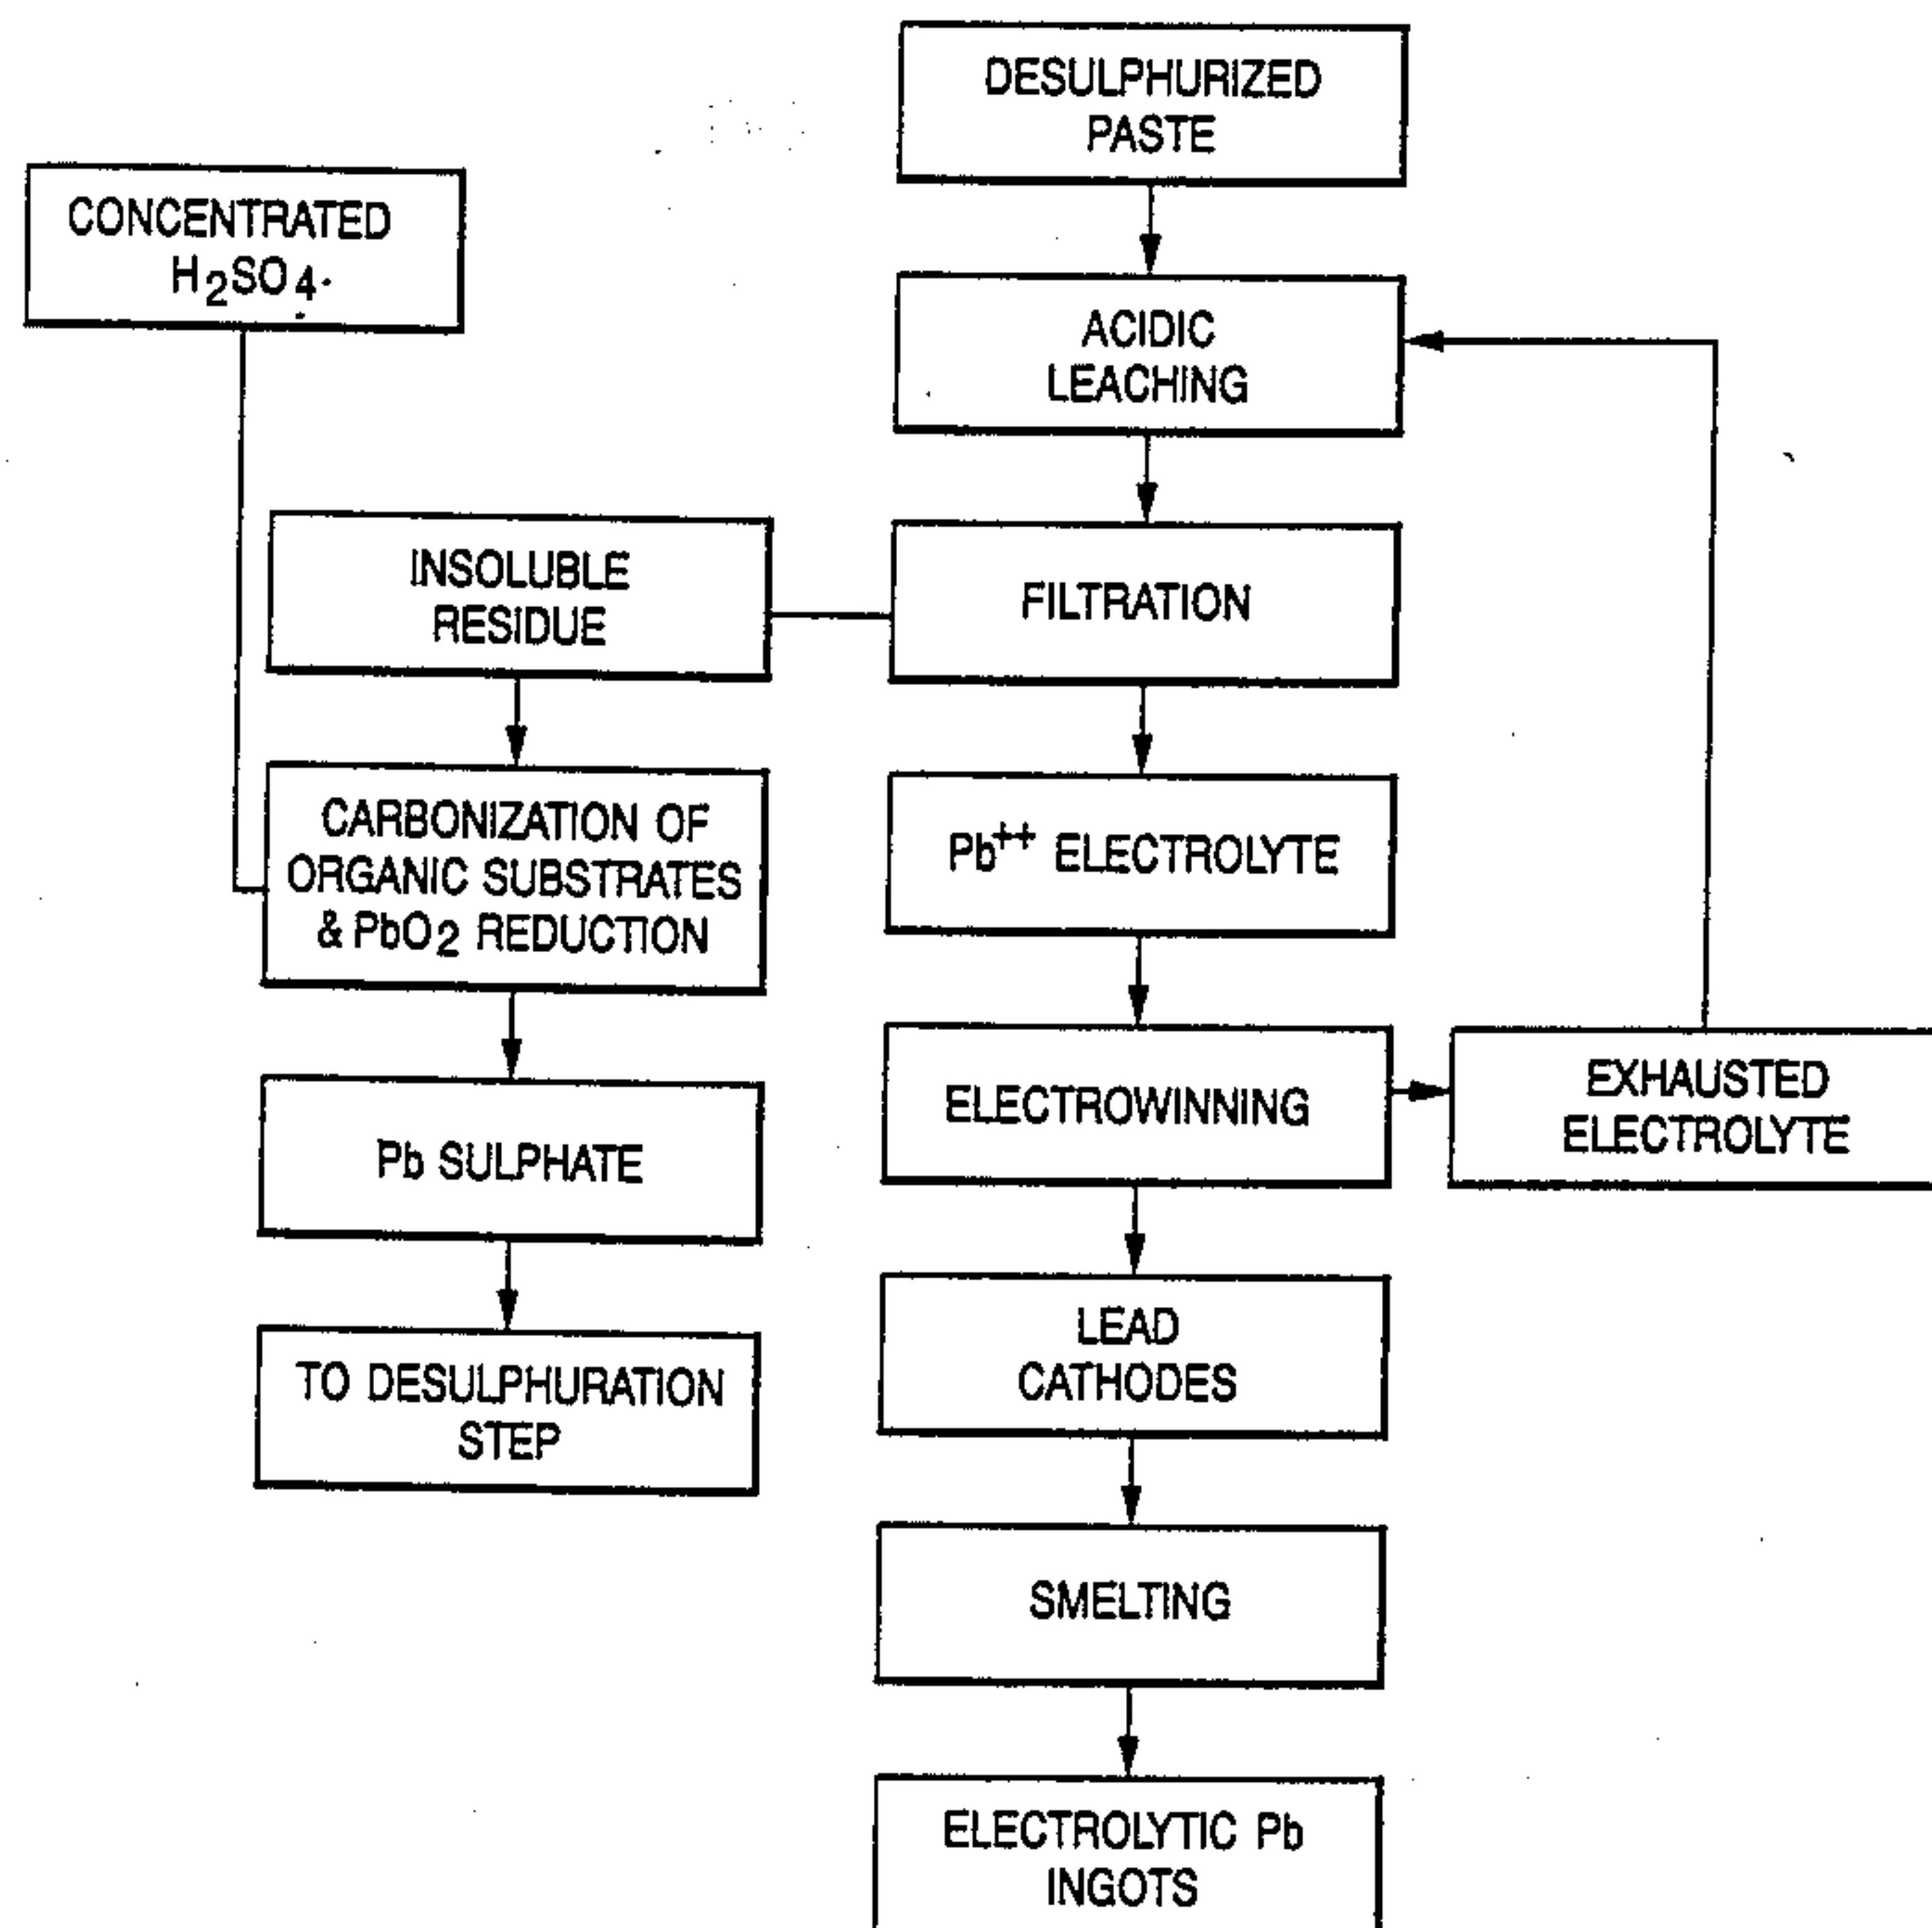 DESULPHURIZED
PASTE
CONCENTRATED
H2SO4.
ACIDIC
LEACHING
INSOLUBLE
RESIDUE
FILTRATION
CARBONIZATION OF
ORGANIC SUBSTRATES
& PbO2 REDUCTION
Pb++ ELECTROLYTE
Pb SULPHATE
ELECTROWINNING
EXHAUSTED
ELECTROLYTE
TO DESULPHURATION
STEP
LEAD
CATHODES
SMELTING
ELECTROLYTIC Pb
INGOTS